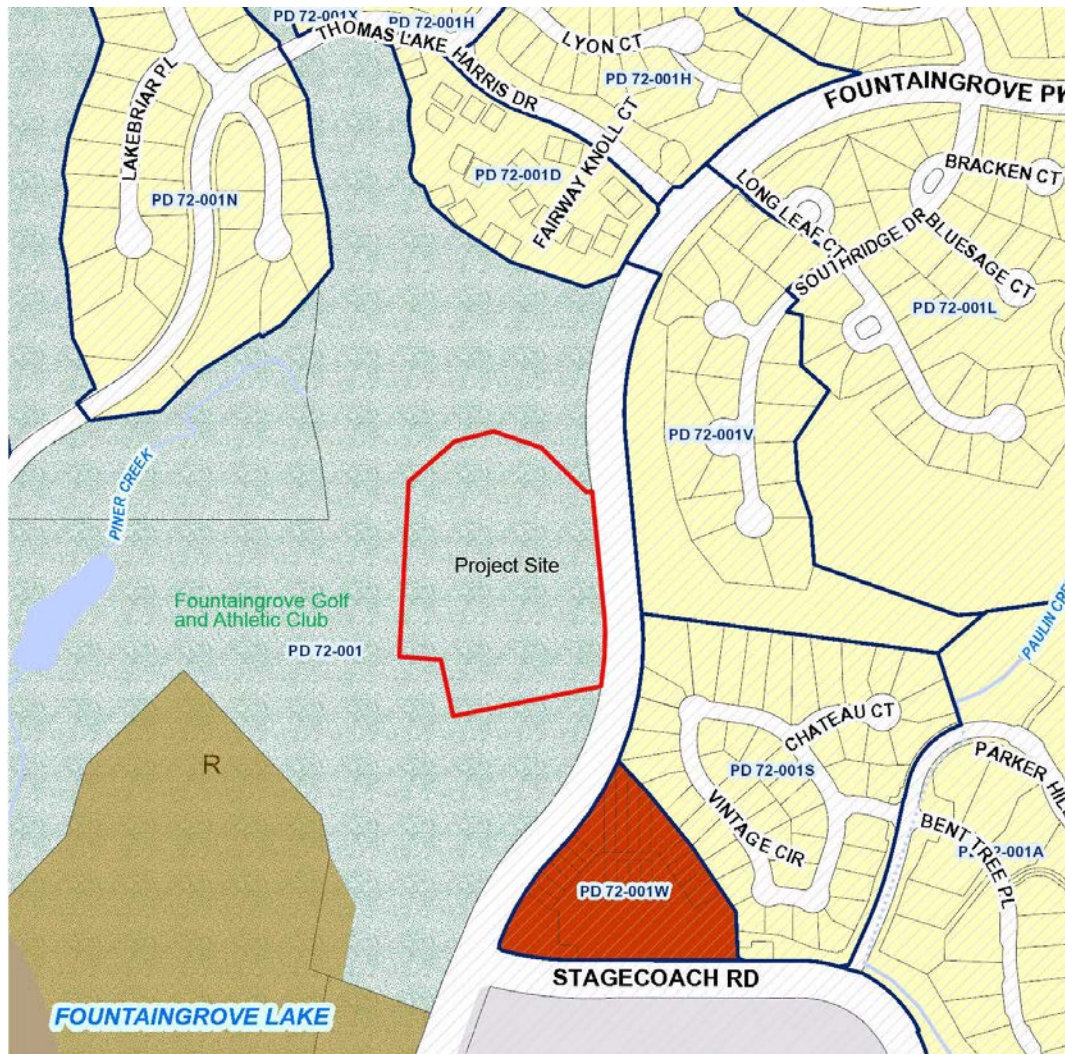 PD 72-001X
PD 72-001H
THOMAS LAKE HARRIS DR
LYON CT
PD 72-001H
FOUNTAINGROVE PK
LAKEBRIAR PL
PD 72-001N
PD 72-001D
FAIRWAY KNOLL CT
LONG LEAF CT
BRACKEN CT
SOUTHRIDGE DR
BLUESAGE CT
PD 72-001L
PD 72-001V
PINER CREEK
Project Site
Fountaingrove Golf
and Athletic Club
PD 72-001
PAULIN CRE
R
CHATEAU CT
PD 72-001S
VINTAGE CIR
PARKER HILL
BENT TREE PL
-001A
PD 72-001W
STAGECOACH RD
FOUNTAINGROVE LAKE